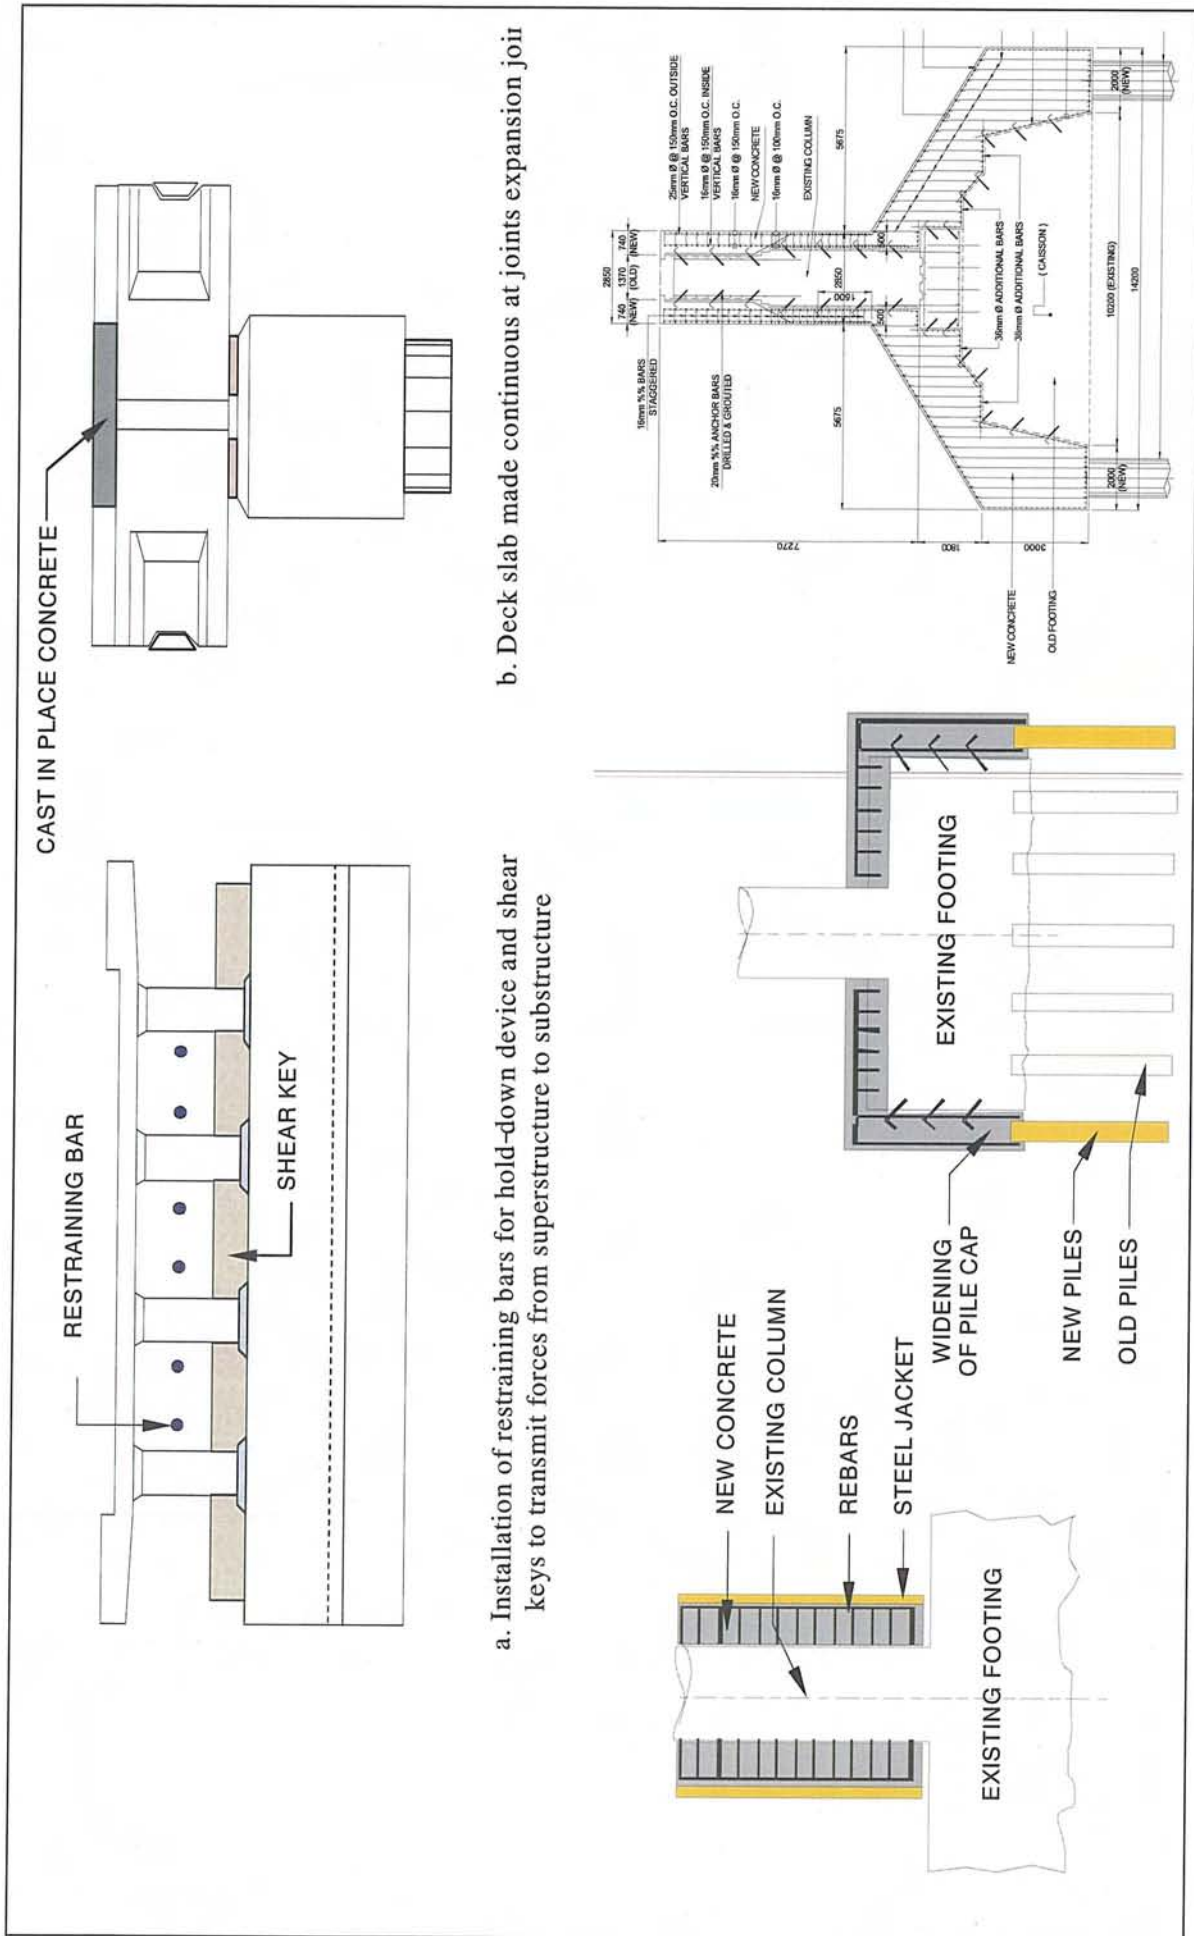 RESTRAINING BAR
SHEAR KEY
a. Installation of restraining bars for hold-down device and shear
keys to transmit forces from superstructure to substructure
CAST IN PLACE CONCRETE
b. Deck slab made continuous at joints expansion join
NEW CONCRETE
EXISTING COLUMN
REBARS
STEEL JACKET
EXISTING FOOTING
WIDENING
OF PILE CAP
NEW PILES
OLD PILES
EXISTING FOOTING
2850
740
(NEW)
1370
(OLD)
740
(NEW)
25mm Ø @ 150mm O.C. OUTSIDE
VERTICAL BARS
16mm Ø @ 150mm O.C. INSIDE
VERTICAL BARS
16mm Ø @ 150mm O.C.
NEW CONCRETE
16mm Ø @ 100mm O.C.
EXISTING COLUMN
16mm %% BARS
STAGGERED
20mm %% ANCHOR BARS
DRILLED & GROUTED
7270
1800
3000
5675
5675
500
500
1600
2850
36mm Ø ADDITIONAL BARS
36mm Ø ADDITIONAL BARS
( CAISSON )
NEW CONCRETE
OLD FOOTING
2000
(NEW)
10200 (EXISTING)
2000
(NEW)
14200